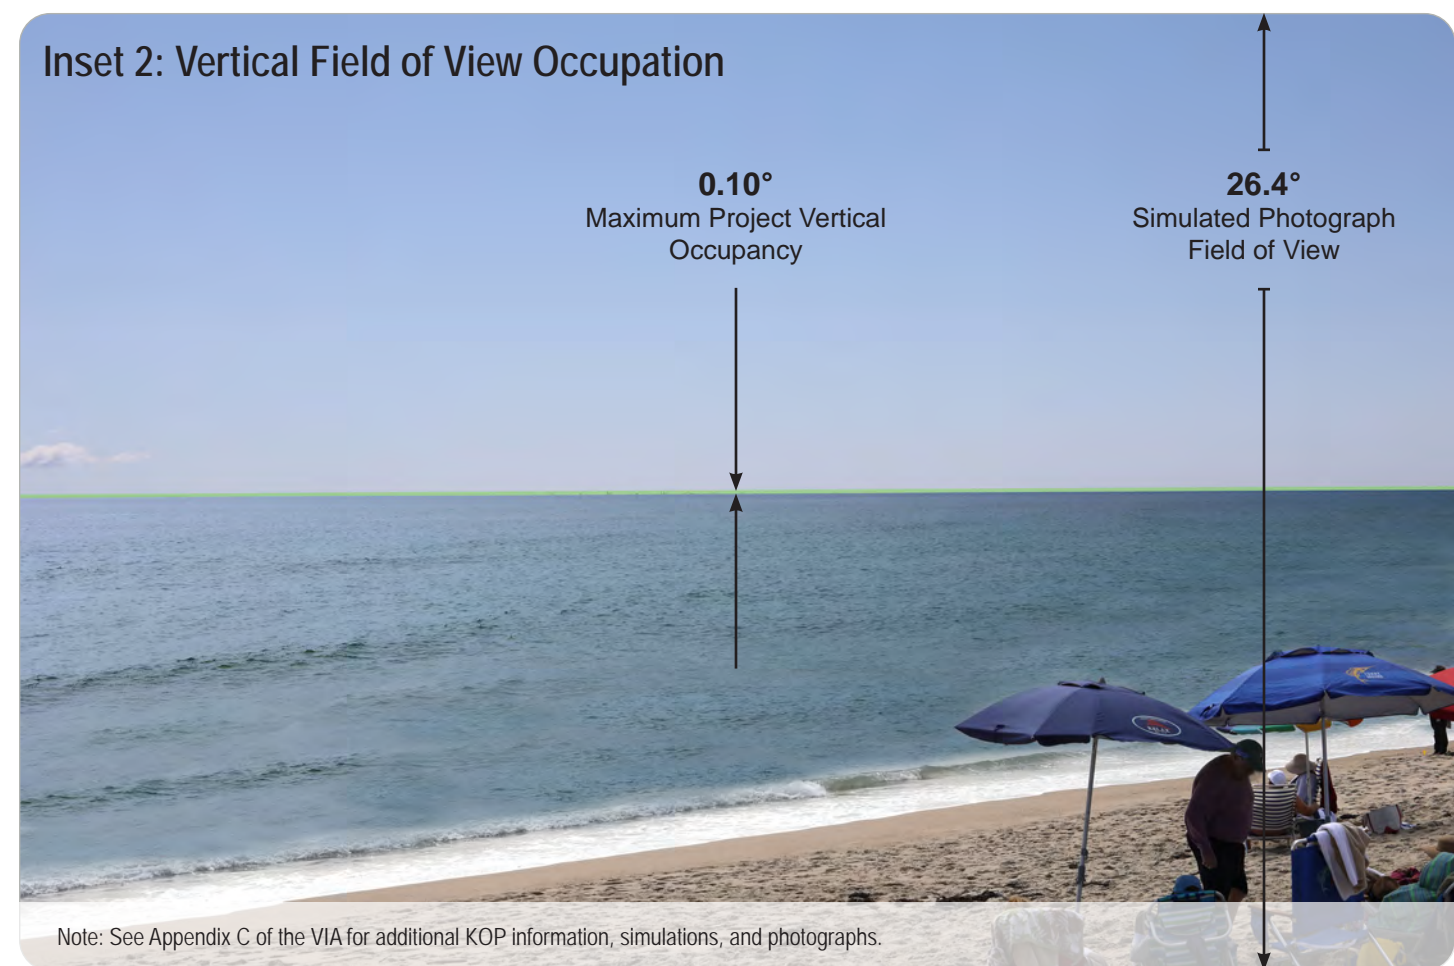 Inset 2: Vertical Field of View Occupation
0.10°
Maximum Project Vertical
Occupancy
26.4°
Simulated Photograph
Field of View
Note: See Appendix C of the VIA for additional KOP information, simulations, and photographs.